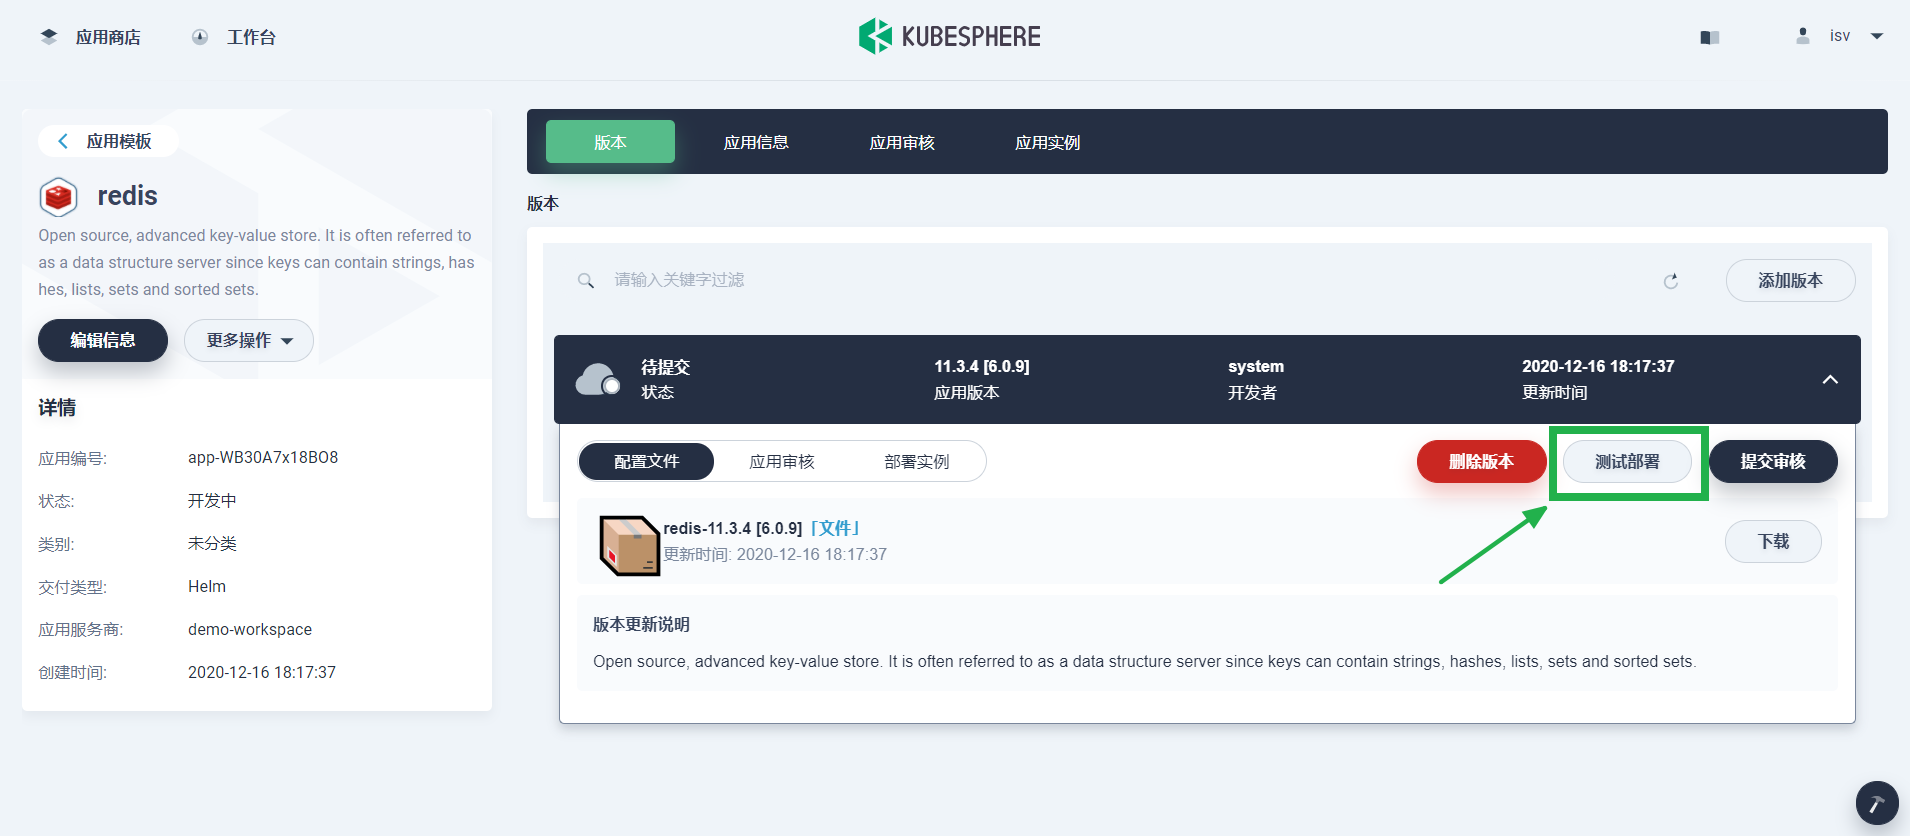 应用商店
工作台
KUBESPHERE
isv
应用模板
redis
Open source, advanced key-value store. It is often referred to
as a data structure server since keys can contain strings, has
hes, lists, sets and sorted sets.
编辑信息
更多操作
详情
应用编号: app-WB30A7x18BO8
状态: 开发中
类别: 未分类
交付类型: Helm
应用服务商: demo-workspace
创建时间: 2020-12-16 18:17:37
版本
应用信息
应用审核
应用实例
版本
请输入关键字过滤
添加版本
待提交
状态
11.3.4 [6.0.9]
应用版本
system
开发者
2020-12-16 18:17:37
更新时间
配置文件
应用审核
部署实例
删除版本
测试部署
提交审核
redis-11.3.4 [6.0.9]「文件」
更新时间: 2020-12-16 18:17:37
下载
版本更新说明
Open source, advanced key-value store. It is often referred to as a data structure server since keys can contain strings, hashes, lists, sets and sorted sets.